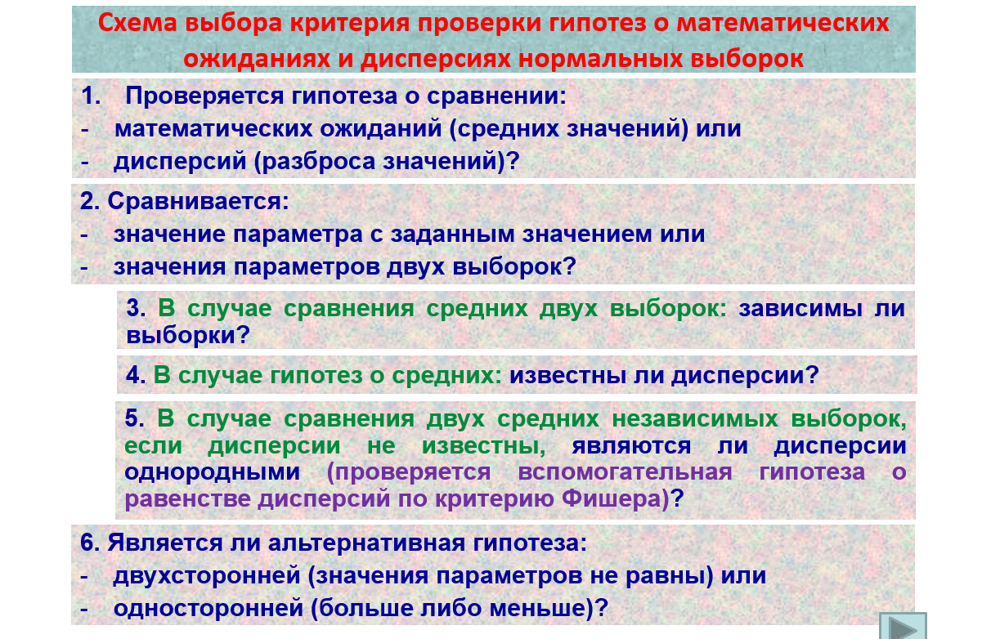 Схема выбора критерия проверки гипотез о математических
ожиданиях и дисперсиях нормальных выборок
1. Проверяется гипотеза о сравнении:
- математических ожиданий (средних значений) или
- дисперсий (разброса значений)?
2. Сравнивается:
- значение параметра с заданным значением или
- значения параметров двух выборок?
3. В случае сравнения средних двух выборок: зависимы ли
выборки?
4. В случае гипотез о средних: известны ли дисперсии?
5. В случае сравнения двух средних независимых выборок,
если дисперсии не известны, являются ли дисперсии
однородными (проверяется вспомогательная гипотеза о
равенстве дисперсий по критерию Фишера)?
6. Является ли альтернативная гипотеза:
- двухсторонней (значения параметров не равны) или
- односторонней (больше либо меньше)?